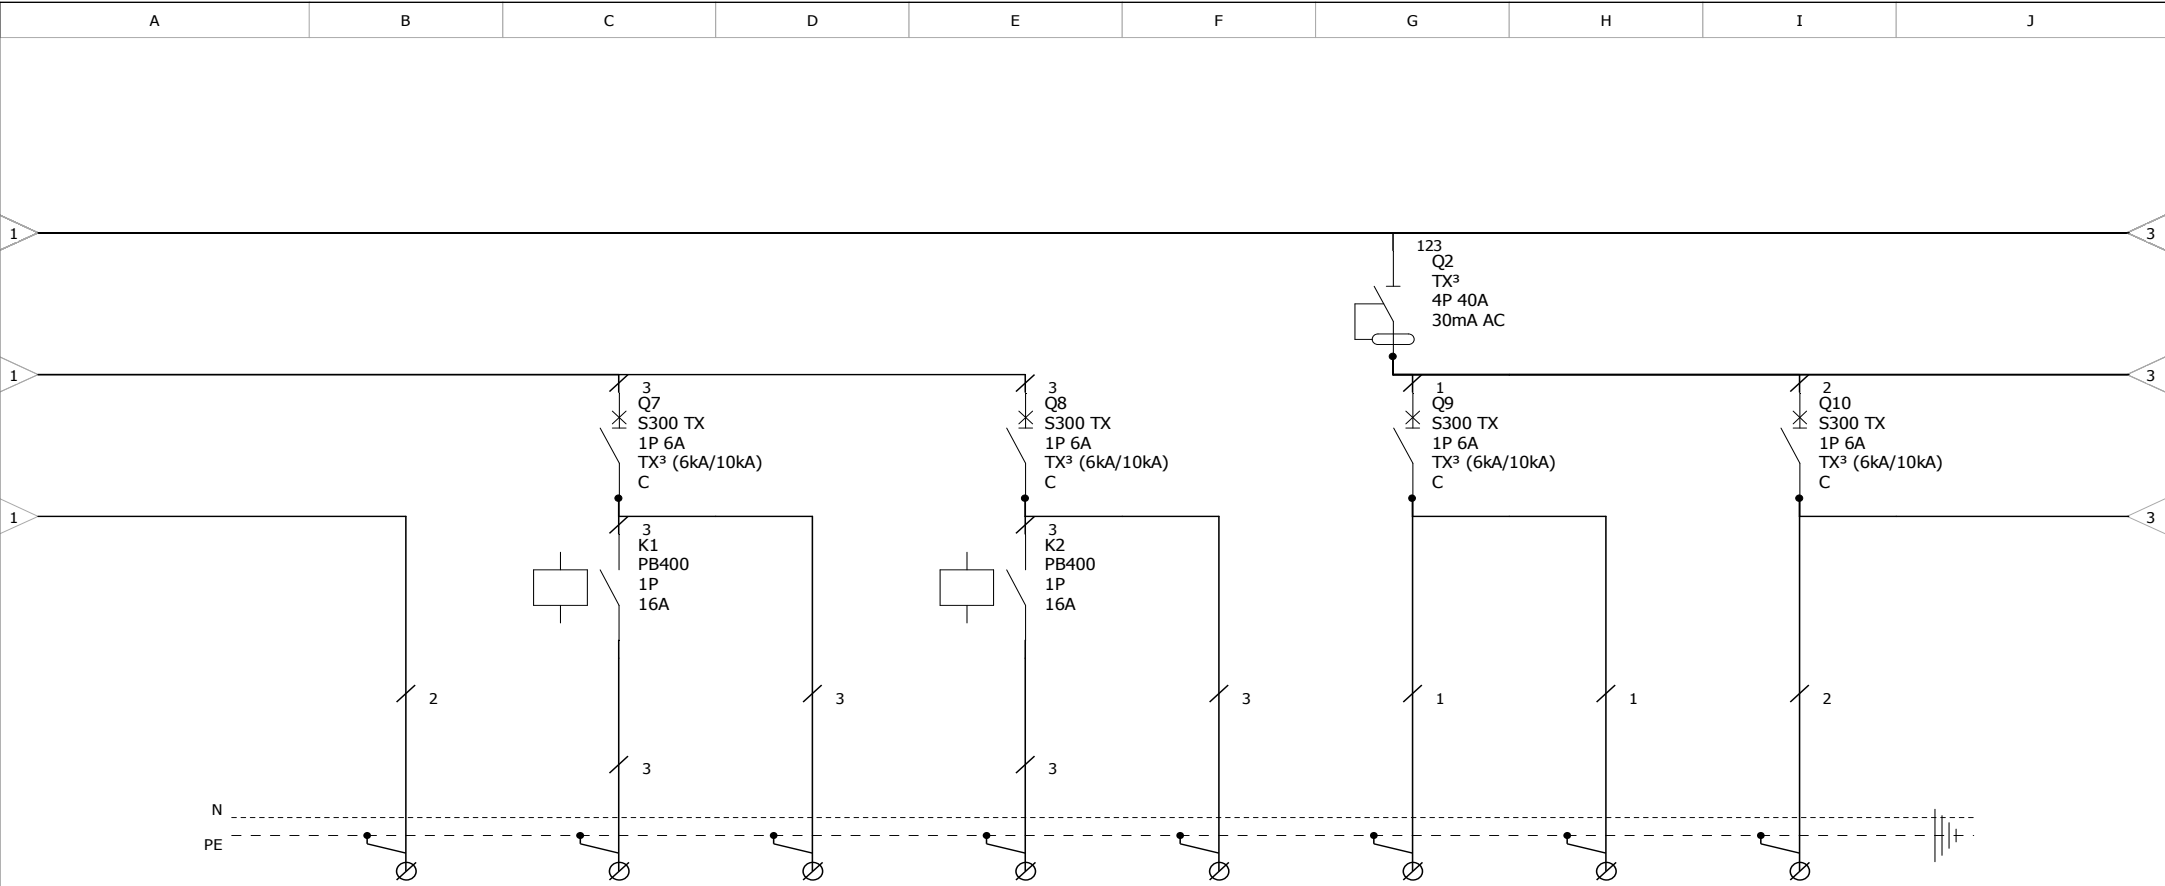 A B C D E F G H I J
1 3
123
Q2
TX³
4P 40A
30mA AC
1 3
3
Q7
S300 TX
1P 6A
TX³ (6kA/10kA)
C
3
Q8
S300 TX
1P 6A
TX³ (6kA/10kA)
C
1
Q9
S300 TX
1P 6A
TX³ (6kA/10kA)
C
2
Q10
S300 TX
1P 6A
TX³ (6kA/10kA)
C
1 3
3
K1
PB400
1P
16A
3
K2
PB400
1P
16A
2 3 3 1 1 2
3 3
N
PE